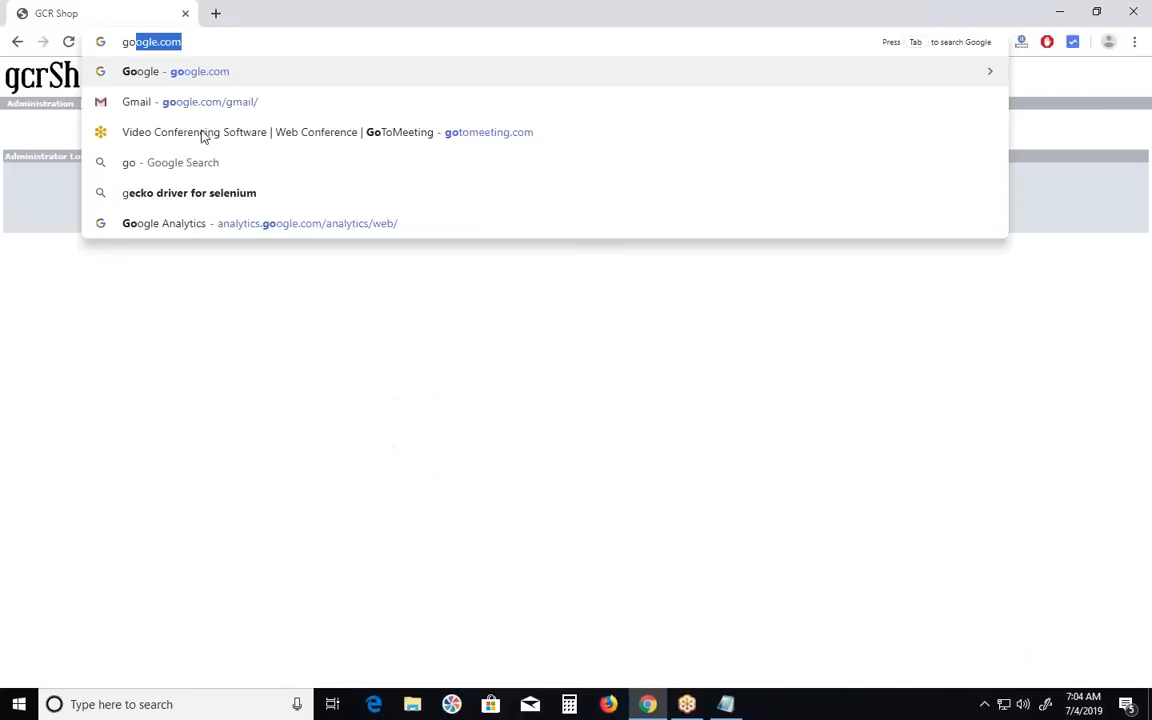 GCR Shop
google.com
Press Tab to search Google
Google - google.com
gcrSh
Gmail - google.com/gmail/
Administration
Video Conferencing Software | Web Conference | GoToMeeting - gotomeeting.com
Administrator Lo
go - Google Search
gecko driver for selenium
Google Analytics - analytics.google.com/analytics/web/
Type here to search
7:04 AM
7/4/2019
5